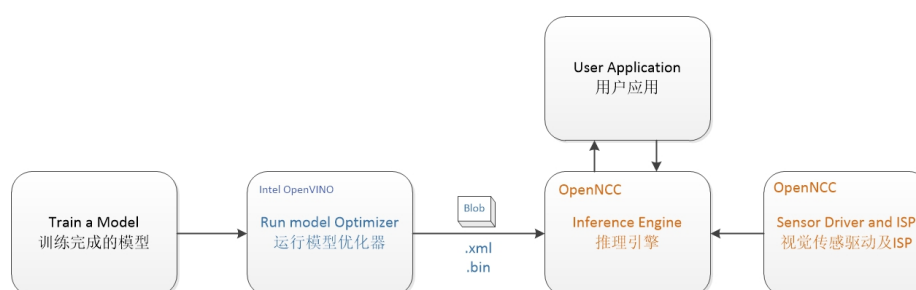 User Application
用户应用
Train a Model
训练完成的模型
Intel OpenVINO
Run model Optimizer
运行模型优化器
Blob
.xml
.bin
OpenNCC
Inference Engine
推理引擎
OpenNCC
Sensor Driver and ISP
视觉传感驱动及ISP